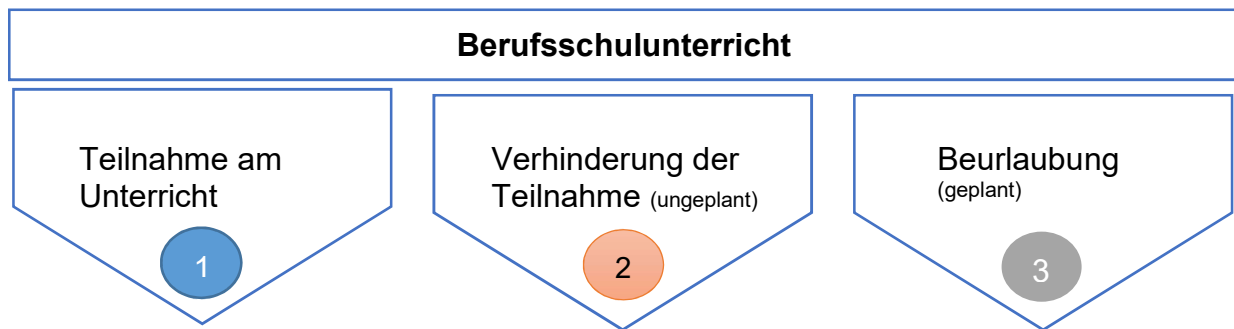 Berufsschulunterricht
Teilnahme am
Unterricht
1
Verhinderung der
Teilnahme (ungeplant)
2
Beurlaubung
(geplant)
3